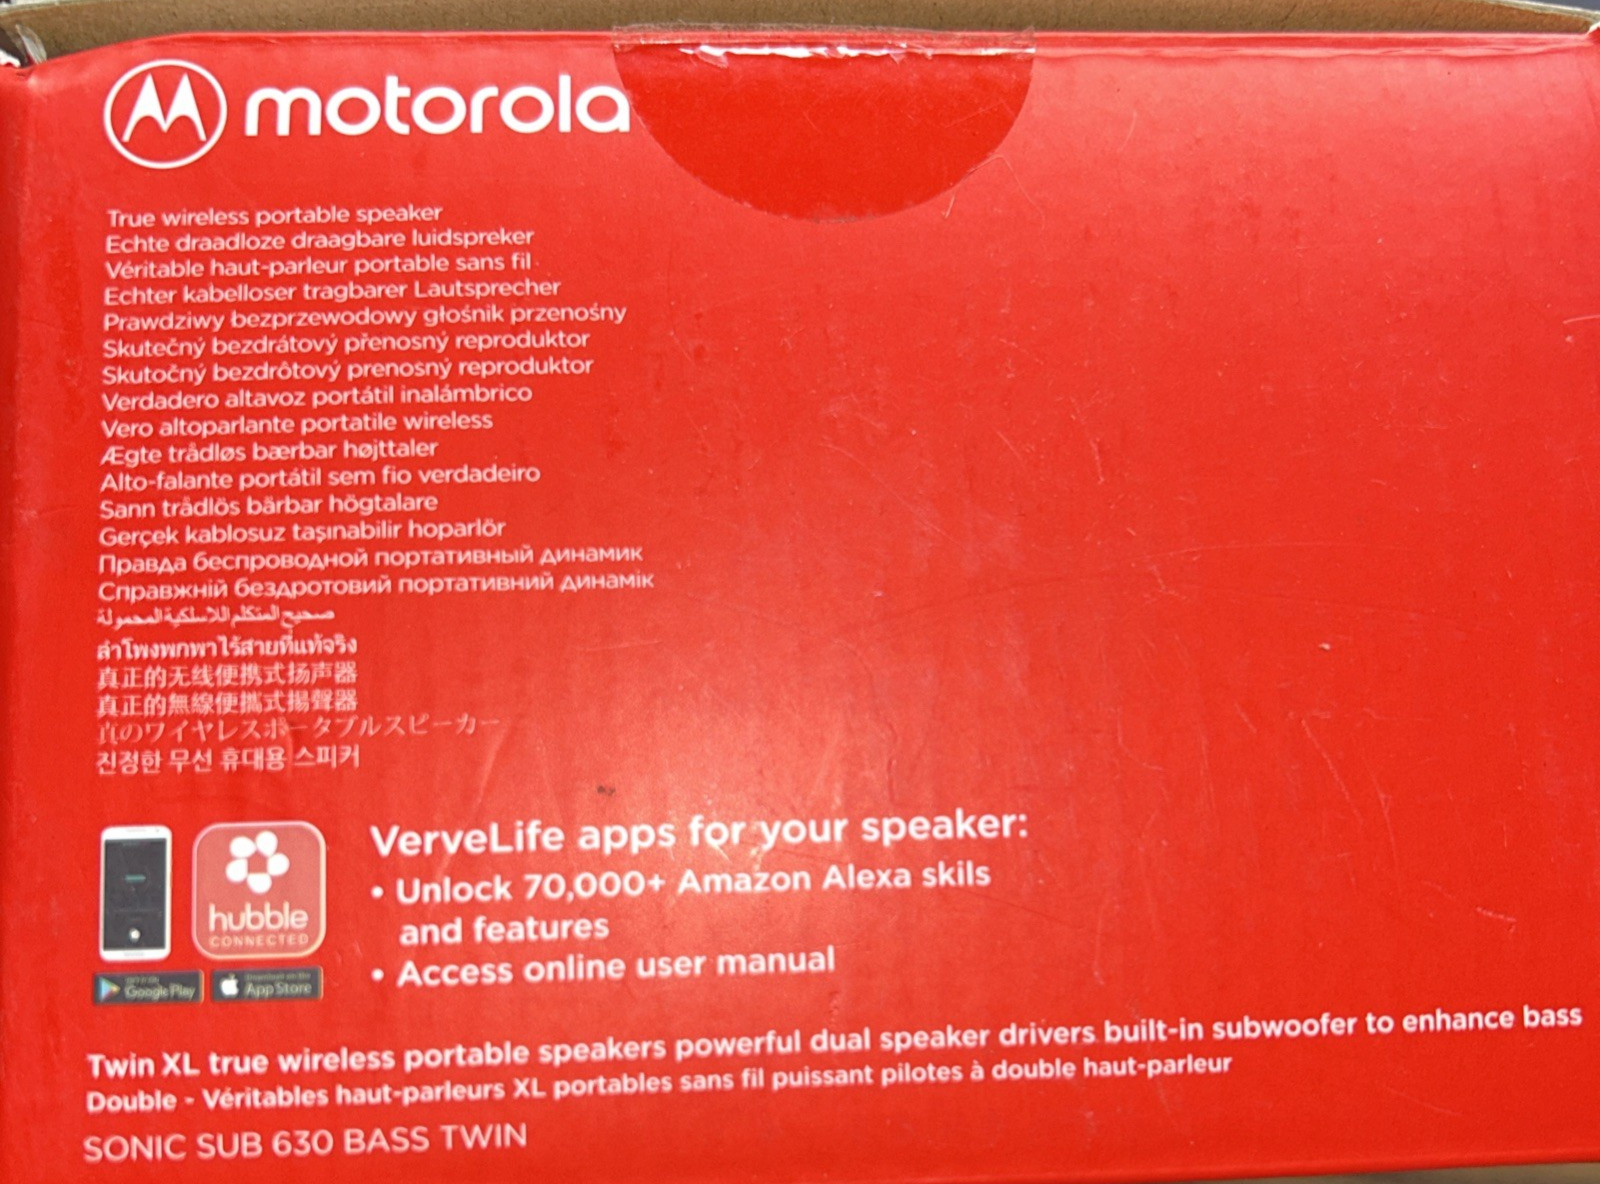 motorola
True wireless portable speaker
Echte draadloze draagbare luidspreker
Véritable haut-parleur portable sans fil
Echter kabelloser tragbarer Lautsprecher
Prawdziwy bezprzewodowy głośnik przenośny
Skutečný bezdrátový přenosný reproduktor
Skutočný bezdrôtový prenosný reproduktor
Verdadero altavoz portátil inalámbrico
Vero altoparlante portatile wireless
Ægte trådløs bærbar højttaler
Alto-falante portátil sem fio verdadeiro
Sann trådlös bärbar högtalare
Gerçek kablosuz taşınabilir hoparlör
Правда беспроводной портативный динамик
Справжній бездротовий портативний динамік
صحيح المتكلم اللاسلكية المحمولة
ลำโพงพกพาไร้สายที่แท้จริง
真正的无线便携式扬声器
真正的無線便攜式揚聲器
真のワイヤレスポータブルスピーカー
진정한 무선 휴대용 스피커
hubble
CONNECTED
Google Play
App Store
VerveLife apps for your speaker:
• Unlock 70,000+ Amazon Alexa skils
and features
• Access online user manual
Twin XL true wireless portable speakers powerful dual speaker drivers built-in subwoofer to enhance bass
Double - Véritables haut-parleurs XL portables sans fil puissant pilotes à double haut-parleur
SONIC SUB 630 BASS TWIN